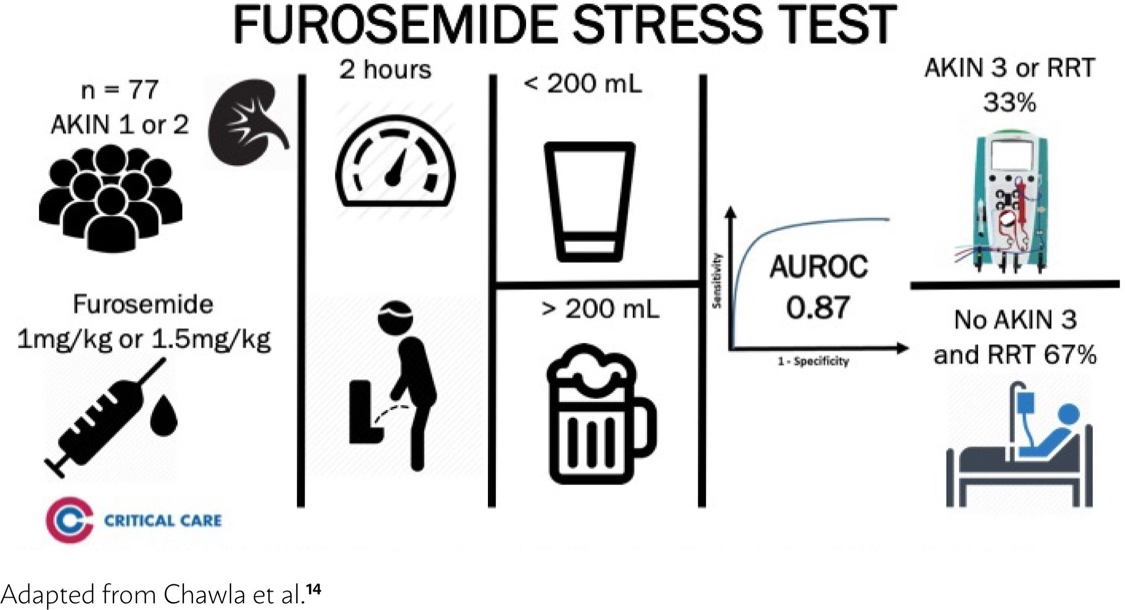 FUROSEMIDE STRESS TEST
n = 77
AKIN 1 or 2
Furosemide
1mg/kg or 1.5mg/kg
CRITICAL CARE
2 hours
< 200 mL
> 200 mL
Sensitivity
AUROC
0.87
1 - Specificity
AKIN 3 or RRT
33%
No AKIN 3
and RRT 67%
Adapted from Chawla et al.14